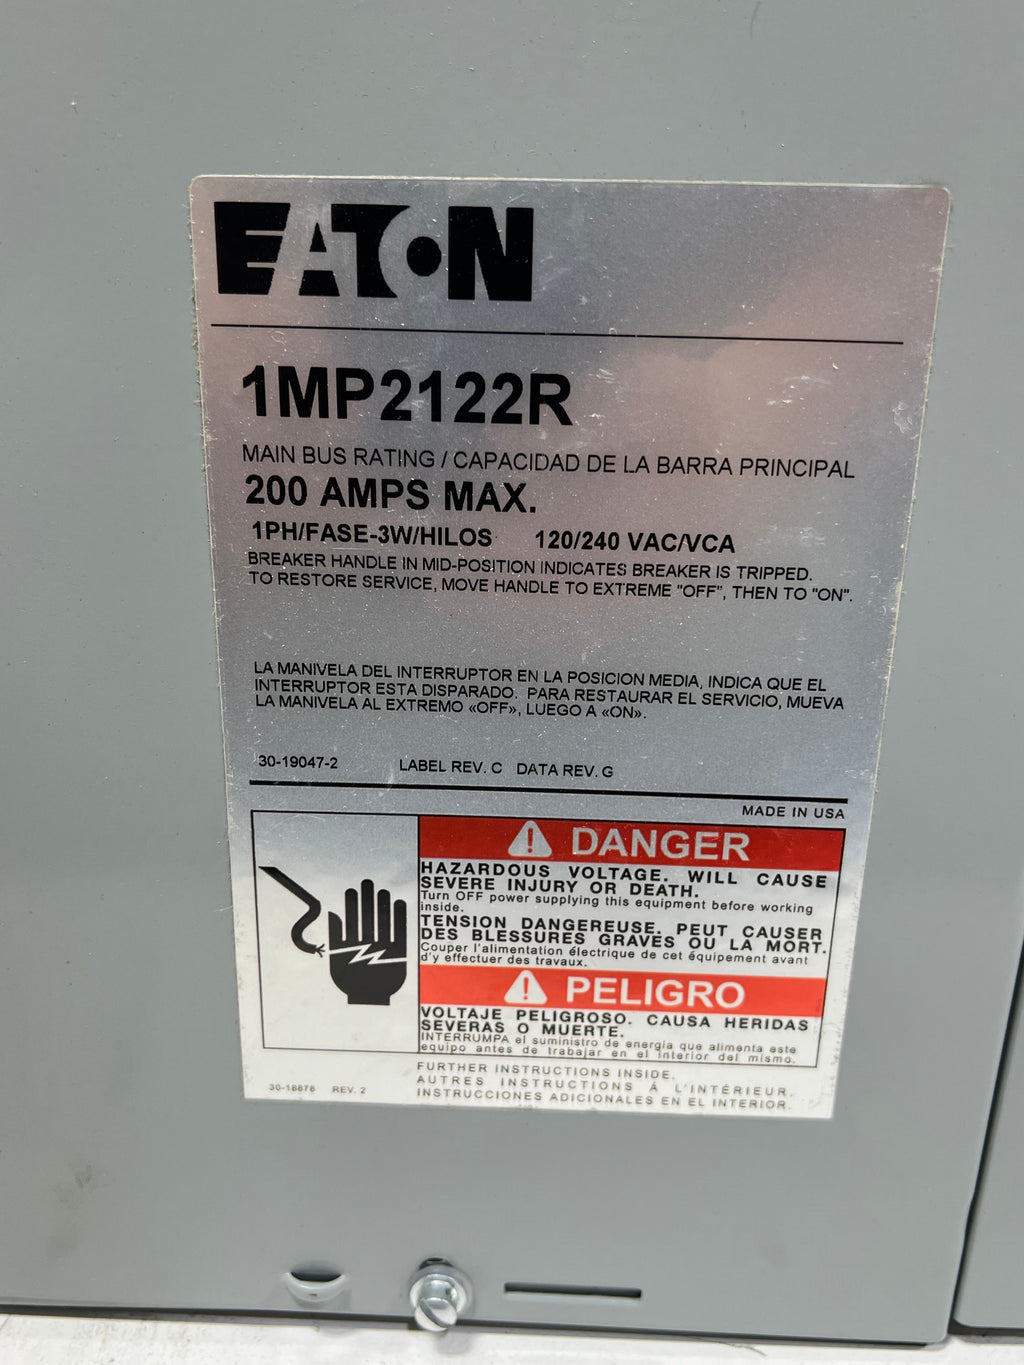 EATON
1MP2122R
MAIN BUS RATING / CAPACIDAD DE LA BARRA PRINCIPAL
200 AMPS MAX.
1PH/FASE-3W/HILOS 120/240 VAC/VCA
BREAKER HANDLE IN MID-POSITION INDICATES BREAKER IS TRIPPED.
TO RESTORE SERVICE, MOVE HANDLE TO EXTREME "OFF", THEN TO "ON".
LA MANIVELA DEL INTERRUPTOR EN LA POSICION MEDIA, INDICA QUE EL
INTERRUPTOR ESTA DISPARADO. PARA RESTAURAR EL SERVICIO, MUEVA
LA MANIVELA AL EXTREMO «OFF», LUEGO A «ON».
30-19047-2 LABEL REV. C DATA REV. G
MADE IN USA
DANGER
HAZARDOUS VOLTAGE. WILL CAUSE
SEVERE INJURY OR DEATH.
Turn OFF power supplying this equipment before working
inside.
TENSION DANGEREUSE. PEUT CAUSER
DES BLESSURES GRAVES OU LA MORT.
Couper l'alimentation électrique de cet équipement avant
d'y effectuer des travaux.
PELIGRO
VOLTAJE PELIGROSO. CAUSA HERIDAS
SEVERAS O MUERTE.
INTERRUMPA el suministro de energía que alimenta este
equipo antes de trabajar en el interior del mismo.
FURTHER INSTRUCTIONS INSIDE.
AUTRES INSTRUCTIONS À L'INTÉRIEUR.
INSTRUCCIONES ADICIONALES EN EL INTERIOR.
30-18676 REV. 2